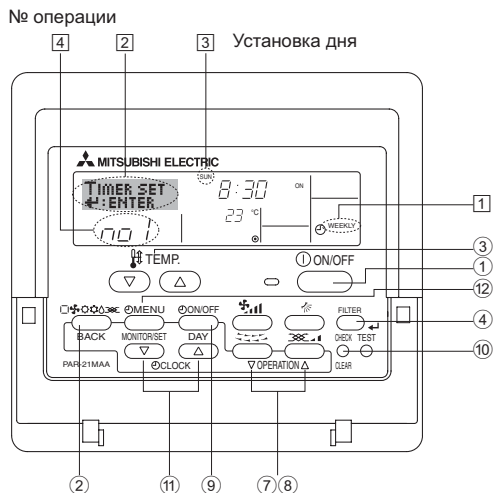 № операции
4 2 3 Установка дня
MITSUBISHI ELECTRIC
SUN
TIMER SET 8:30 ON
↵:ENTER
23 °C
no 1
WEEKLY
1
TEMP. ON/OFF
3
1
12
MENU ON/OFF FILTER
4
BACK MONITOR/SET DAY CHECK TEST
10
PAR-21MAA CLOCK ▽ OPERATION △ CLEAR
2 11 9 7 8